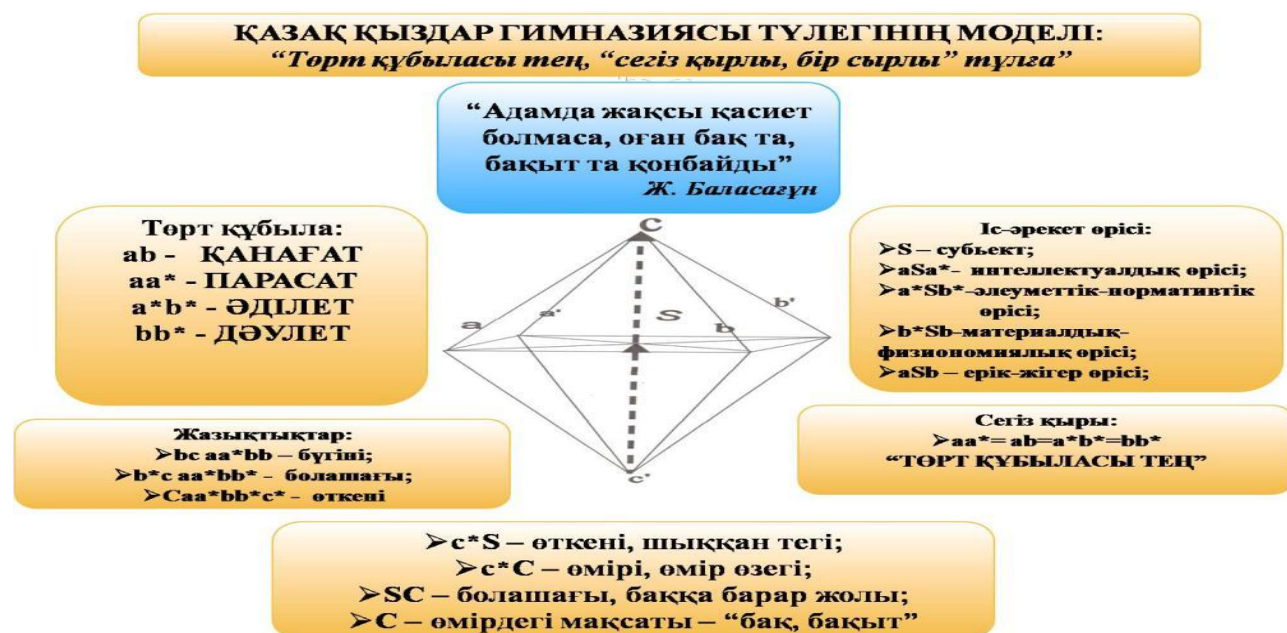 ҚАЗАҚ ҚЫЗДАР ГИМНАЗИЯСЫ ТҮЛЕГІНІҢ МОДЕЛІ:
“Төрт құбыласы тең, “сегіз қырлы, бір сырлы” тұлға”
“Адамда жақсы қасиет
болмаса, оған бақ та,
бақыт та қонбайды”
Ж. Баласағұн
Төрт құбыла:
ab - ҚАНАҒАТ
aa* - ПАРАСАТ
a*b* - ӘДІЛЕТ
bb* - ДӘУЛЕТ
C
a
a'
S
b
b'
c'
Іс-әрекет өрісі:
➢S – субъект;
➢aSa*- интеллектуалдық өрісі;
➢a*Sb*-әлеуметтік-нормативтік
өрісі;
➢b*Sb-материалдық-
физиономиялық өрісі;
➢aSb – ерік-жігер өрісі;
Жазықтықтар:
➢bc aa*bb – бүгіні;
➢b*c aa*bb* - болашағы;
➢Caa*bb*c* - өткені
Сегіз қыры:
➢aa*= ab=a*b*=bb*
“ТӨРТ ҚҰБЫЛАСЫ ТЕҢ”
➢c*S – өткені, шыққан тегі;
➢c*C – өмірі, өмір өзегі;
➢SC – болашағы, баққа барар жолы;
➢C – өмірдегі мақсаты – “бақ, бақыт”